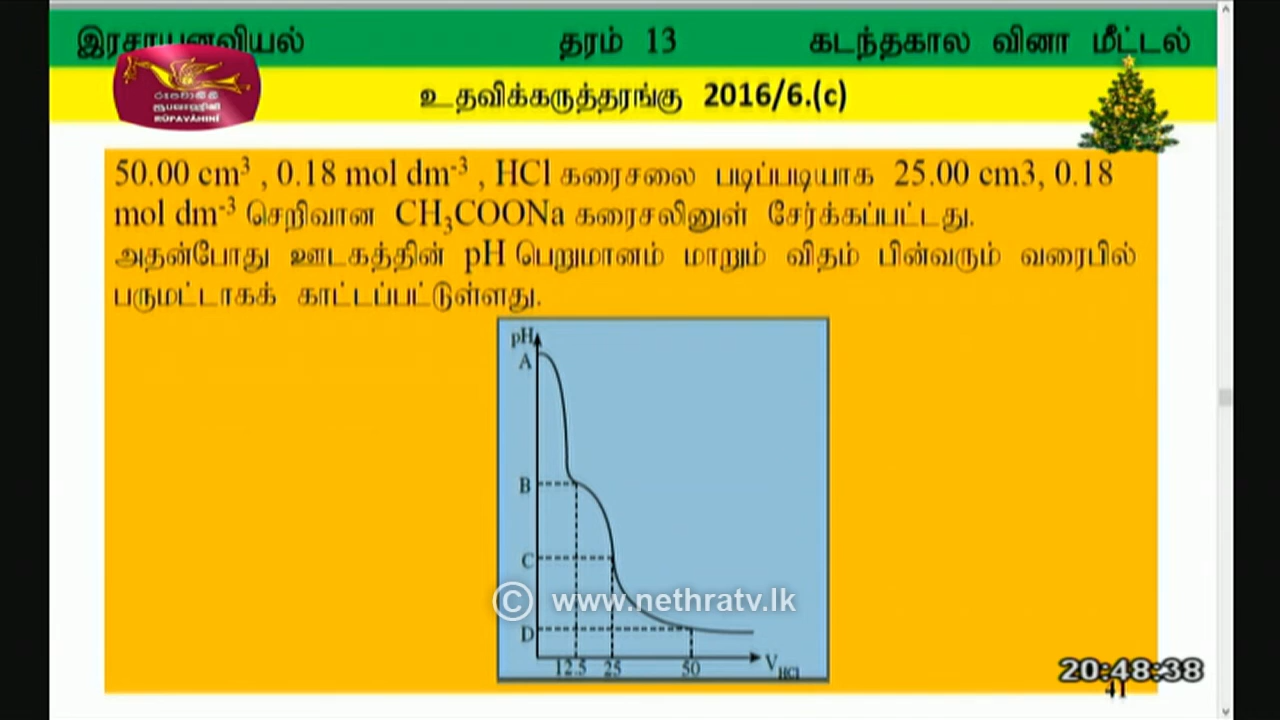 இரசாயனவியல் தரம் 13 கடந்தகால வினா மீட்டல்
RŪPAVĀHINĪ
உதவிக்கருத்தரங்கு 2016/6.(c)
50.00 cm³ , 0.18 mol dm⁻³ , HCl கரைசலை படிப்படியாக 25.00 cm3, 0.18
mol dm⁻³ செறிவான CH₃COONa கரைசலினுள் சேர்க்கப்பட்டது.
அதன்போது ஊடகத்தின் pH பெறுமானம் மாறும் விதம் பின்வரும் வரைபில்
பருமட்டாகக் காட்டப்பட்டுள்ளது.
pH
A
B
C
© www.nethratv.lk
D
12.5 25 50 V HCl
20:48:38
41